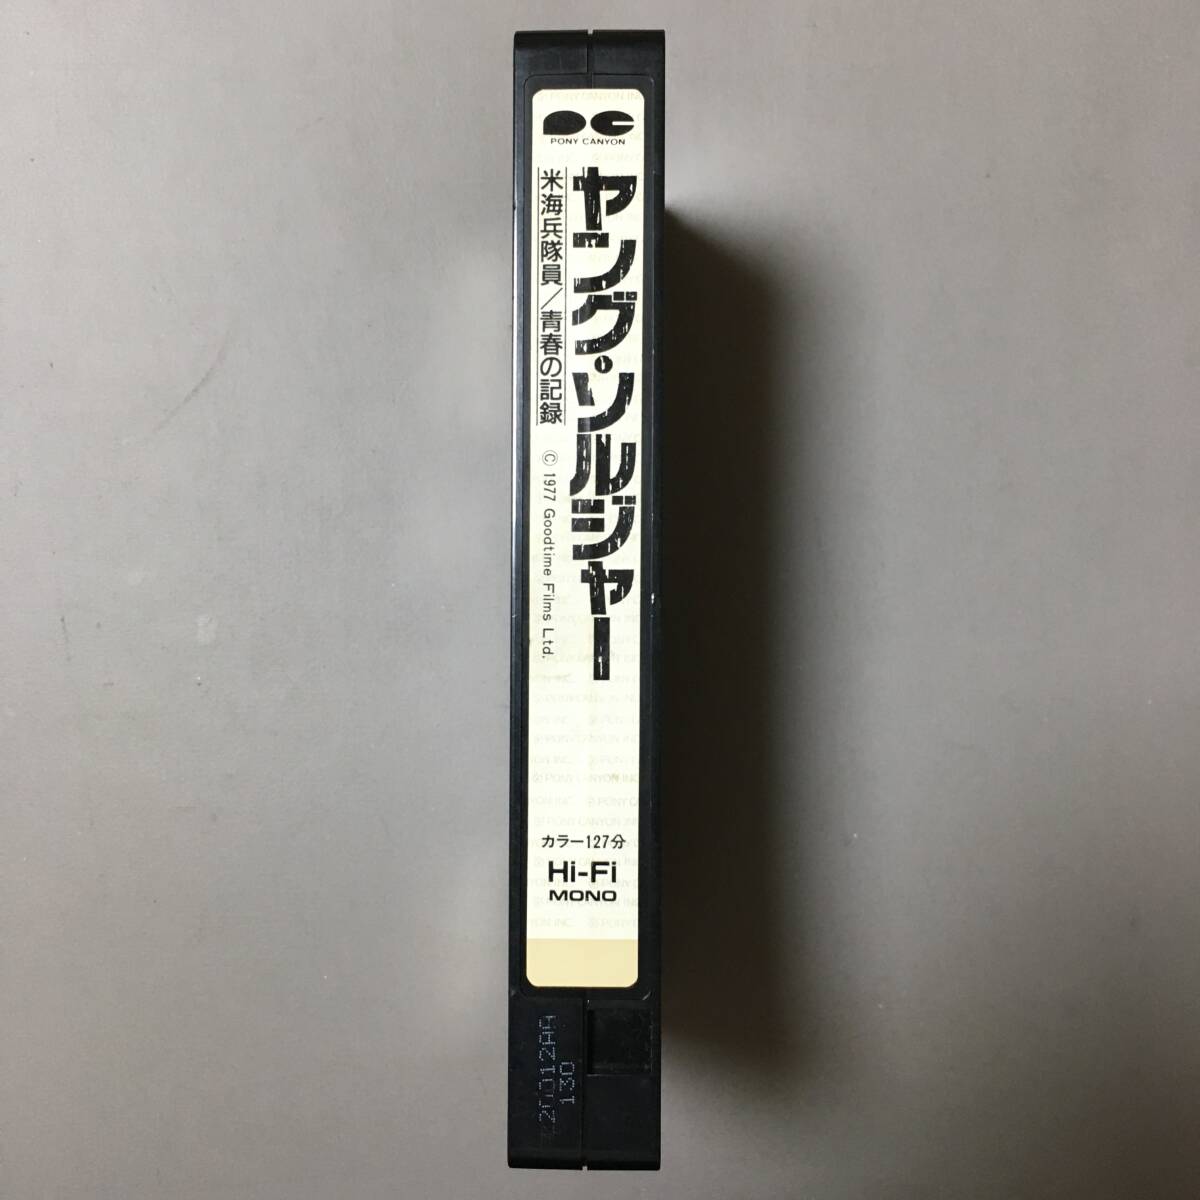 PONY CANYON
ヤング・ソルジャー
米海兵隊員/青春の記録
© 1977 Goodtime Films Ltd.
カラー127分
Hi-Fi
MONO
130